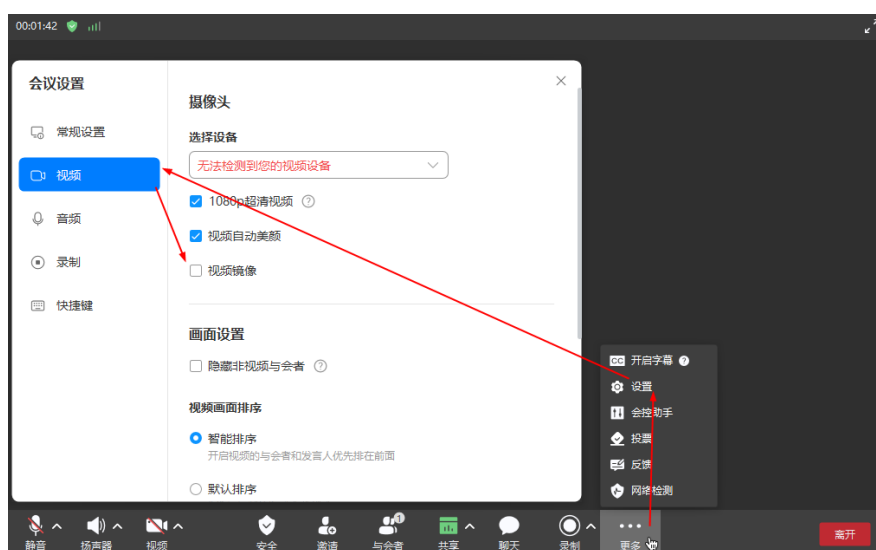 00:01:42
会议设置
常规设置
视频
音频
录制
快捷键
摄像头
选择设备
无法检测到您的视频设备
1080p超清视频
视频自动美颜
视频镜像
画面设置
隐藏非视频与会者
视频画面排序
智能排序
开启视频的与会者和发言人优先排在前面
默认排序
CC 开启字幕
设置
会控助手
投票
反馈
网络检测
静音
扬声器
视频
安全
邀请
与会者
1
共享
聊天
录制
更多
离开